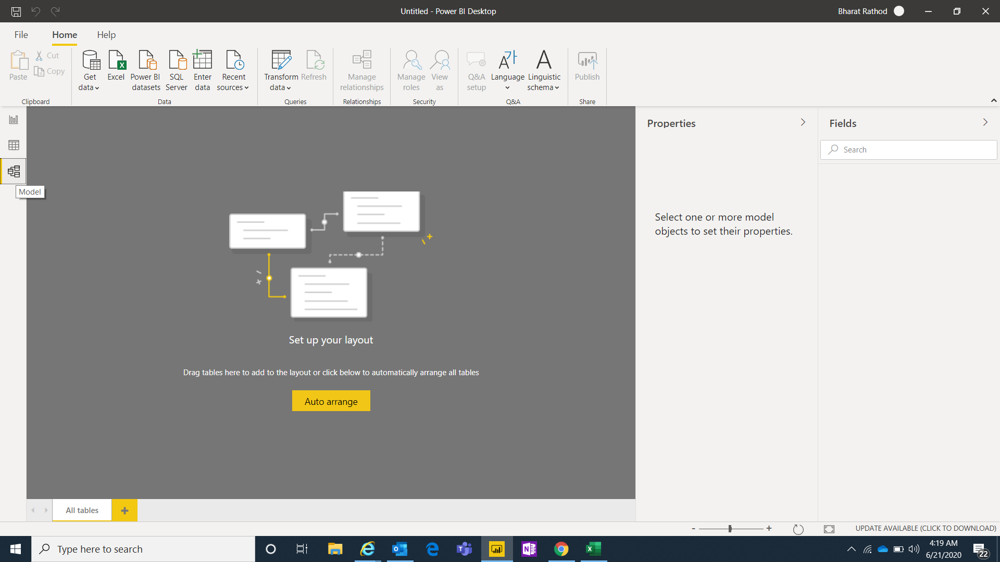 Untitled - Power BI Desktop
Bharat Rathod
File
Home
Help
Paste
Cut
Copy
Clipboard
Get data
Excel
Power BI datasets
SQL Server
Enter data
Recent sources
Data
Transform data
Refresh
Queries
Manage relationships
Relationships
Manage roles
View as
Security
Q&A setup
Language
Linguistic schema
Q&A
Publish
Share
Model
Set up your layout
Drag tables here to add to the layout or click below to automatically arrange all tables
Auto arrange
Properties
Select one or more model
objects to set their properties.
Fields
Search
All tables
UPDATE AVAILABLE (CLICK TO DOWNLOAD)
Type here to search
4:19 AM
6/21/2020
22